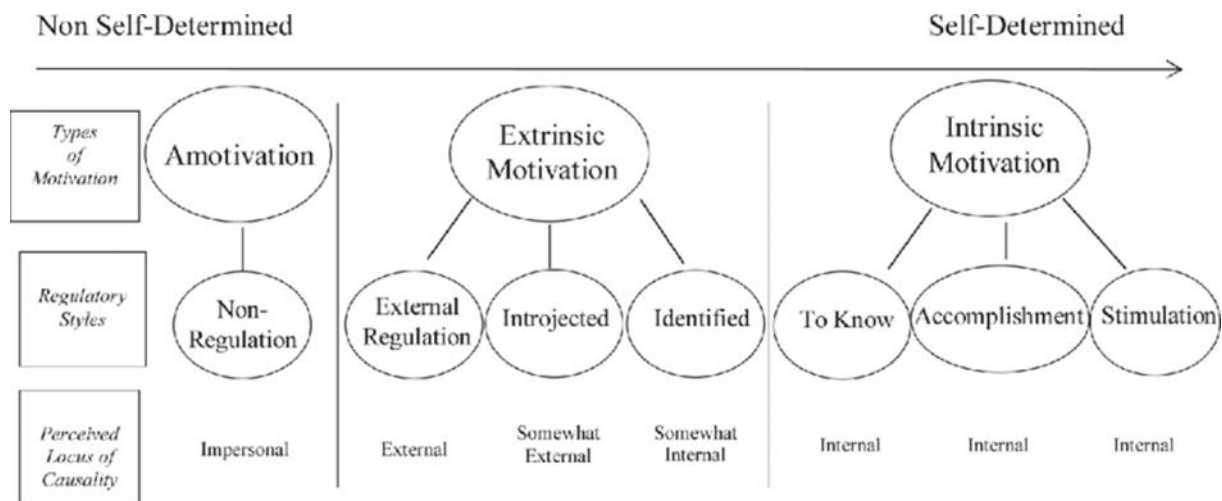 Non Self-Determined
Self-Determined
Types
of
Motivation
Amotivation
Extrinsic
Motivation
Intrinsic
Motivation
Regulatory
Styles
Non-
Regulation
External
Regulation
Introjected
Identified
To Know
Accomplishment
Stimulation
Perceived
Locus of
Causality
Impersonal
External
Somewhat
External
Somewhat
Internal
Internal
Internal
Internal